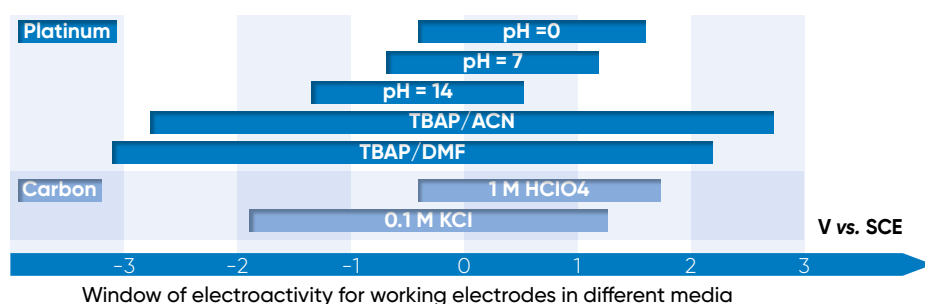 Platinum
pH =0
pH = 7
pH = 14
TBAP/ACN
TBAP/DMF
Carbon
1 M HClO4
0.1 M KCl
V vs. SCE
-3 -2 -1 0 1 2 3
Window of electroactivity for working electrodes in different media